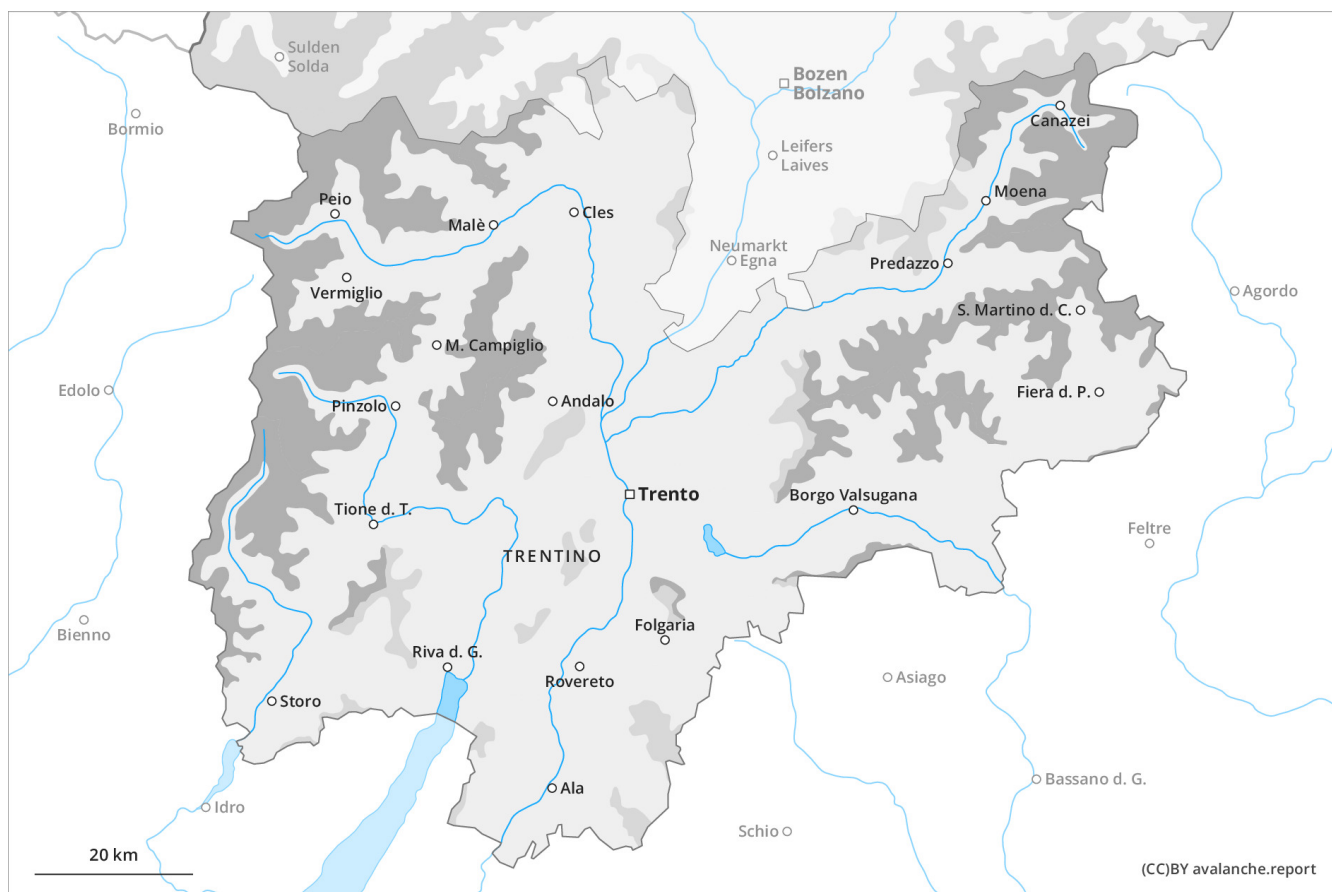 Sulden
Solda
Bozen
Bolzano
Bormio
Canazei
Leifers
Laives
Moena
Peio
Malè
Cles
Neumarkt
Egna
Predazzo
Vermiglio
Agordo
S. Martino d. C.
M. Campiglio
Edolo
Pinzolo
Andalo
Fiera d. P.
Trento
Borgo Valsugana
Tione d. T.
Feltre
TRENTINO
Bienno
Folgaria
Riva d. G.
Rovereto
Asiago
Storo
Bassano d. G.
Ala
Idro
Schio
20 km
(CC)BY avalanche.report